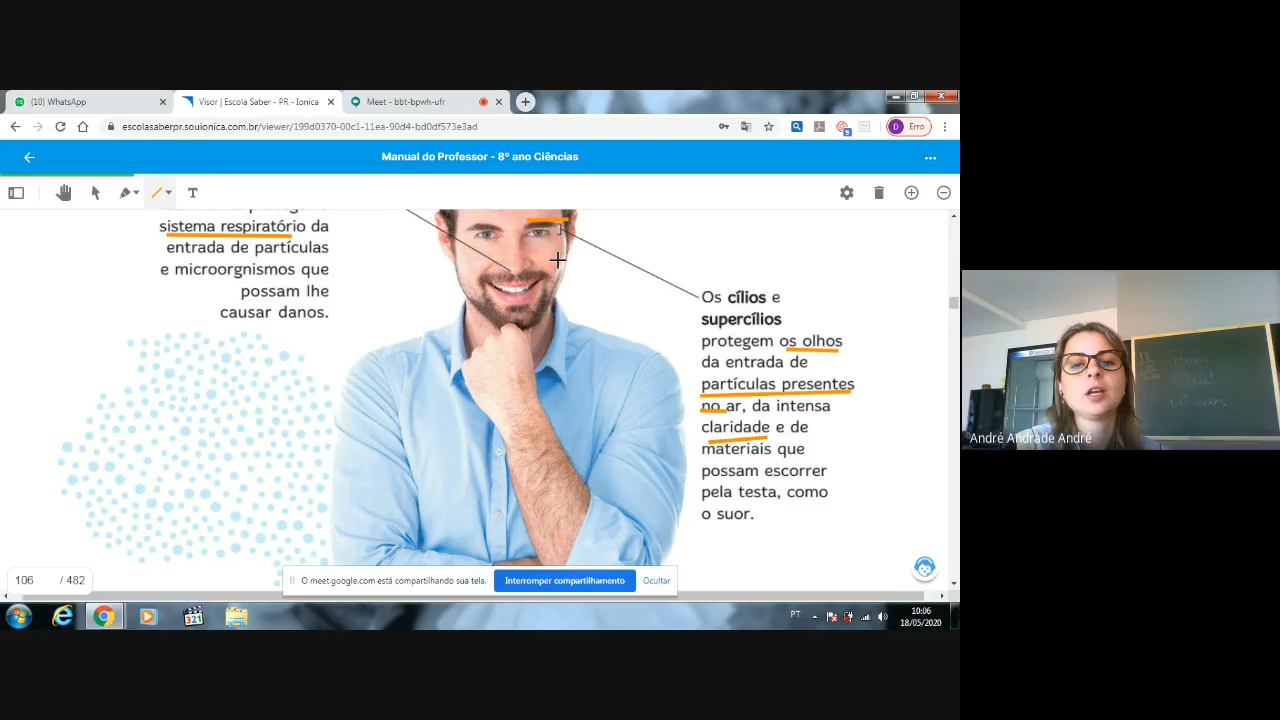 (10) WhatsApp
Visor | Escola Saber - PR - Ionica
Meet - bbt-bpwh-ufr
escolasaberpr.souionica.com.br/viewer/199d0370-00c1-11ea-90d4-bd0df573e3ad
D Erro
Manual do Professor - 8º ano Ciências
T
sistema respiratório da
entrada de partículas
e microorgnismos que
possam lhe
causar danos.
Os cílios e
supercílios
protegem os olhos
da entrada de
partículas presentes
no ar, da intensa
claridade e de
materiais que
possam escorrer
pela testa, como
o suor.
André Andrade André
106 / 482
O meet.google.com está compartilhando sua tela.
Interromper compartilhamento
Ocultar
321
PT
10:06
18/05/2020